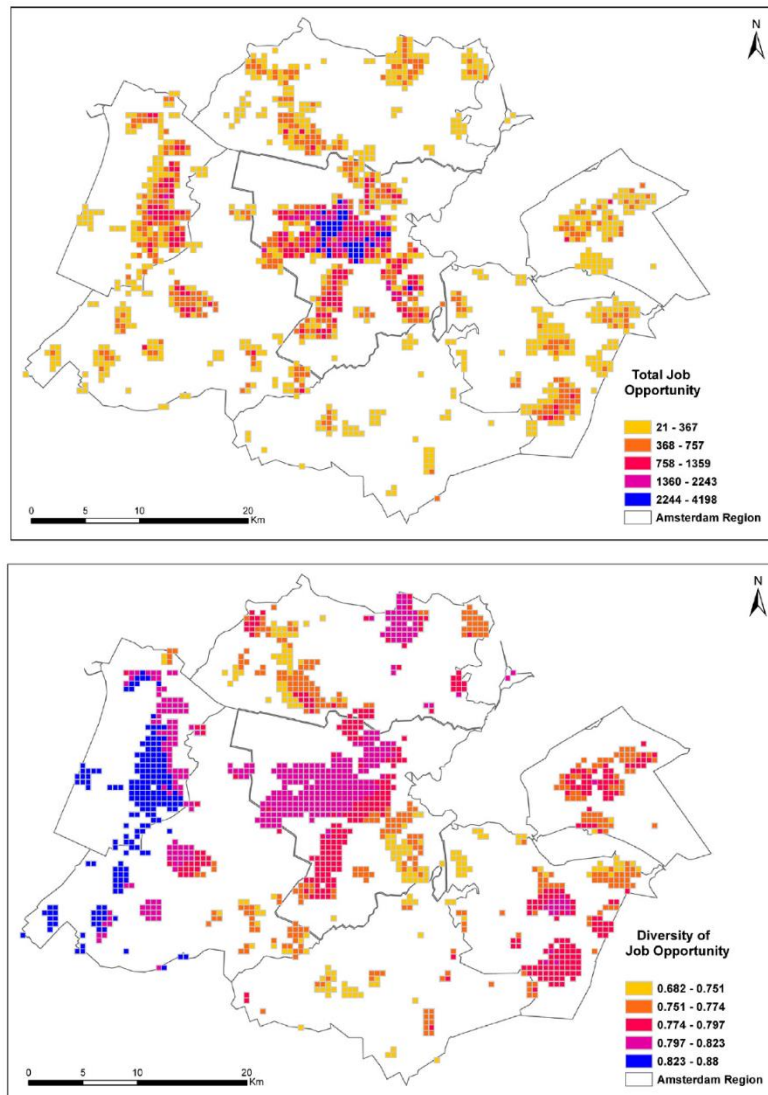 N
Total Job
Opportunity
21 - 367
368 - 757
758 - 1359
1360 - 2243
2244 - 4198
Amsterdam Region
0 5 10 20
Km
N
Diversity of
Job Opportunity
0.682 - 0.751
0.751 - 0.774
0.774 - 0.797
0.797 - 0.823
0.823 - 0.88
Amsterdam Region
0 5 10 20
Km